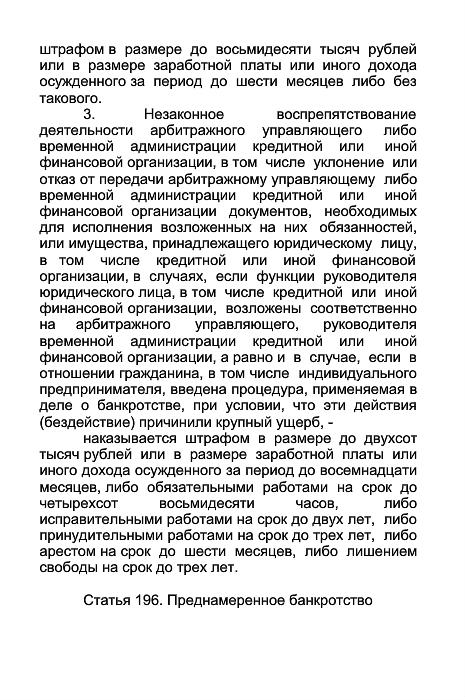 штрафом в размере до восьмидесяти тысяч рублей
или в размере заработной платы или иного дохода
осужденного за период до шести месяцев либо без
такового.
3. Незаконное воспрепятствование
деятельности арбитражного управляющего либо
временной администрации кредитной или иной
финансовой организации, в том числе уклонение или
отказ от передачи арбитражному управляющему либо
временной администрации кредитной или иной
финансовой организации документов, необходимых
для исполнения возложенных на них обязанностей,
или имущества, принадлежащего юридическому лицу,
в том числе кредитной или иной финансовой
организации, в случаях, если функции руководителя
юридического лица, в том числе кредитной или иной
финансовой организации, возложены соответственно
на арбитражного управляющего, руководителя
временной администрации кредитной или иной
финансовой организации, а равно и в случае, если в
отношении гражданина, в том числе индивидуального
предпринимателя, введена процедура, применяемая в
деле о банкротстве, при условии, что эти действия
(бездействие) причинили крупный ущерб, -
наказывается штрафом в размере до двухсот
тысяч рублей или в размере заработной платы или
иного дохода осужденного за период до восемнадцати
месяцев, либо обязательными работами на срок до
четырехсот восьмидесяти часов, либо
исправительными работами на срок до двух лет, либо
принудительными работами на срок до трех лет, либо
арестом на срок до шести месяцев, либо лишением
свободы на срок до трех лет.
Статья 196. Преднамеренное банкротство